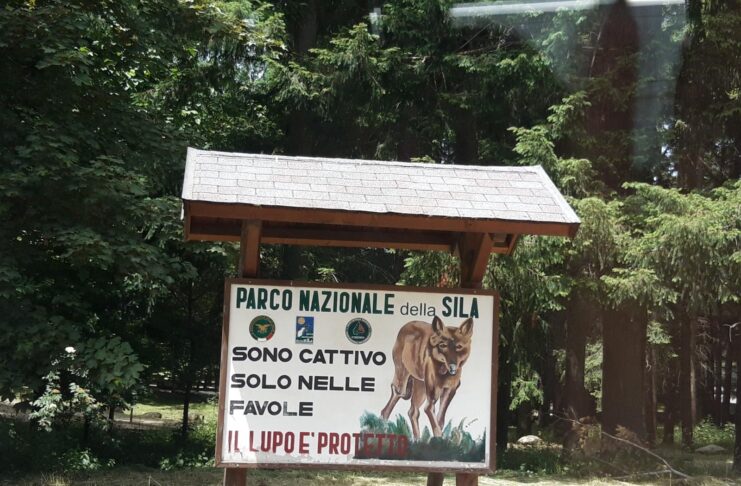 PARCO NAZIONALE della SILA
SONO CATTIVO
SOLO NELLE
FAVOLE
IL LUPO E' PROTETTO